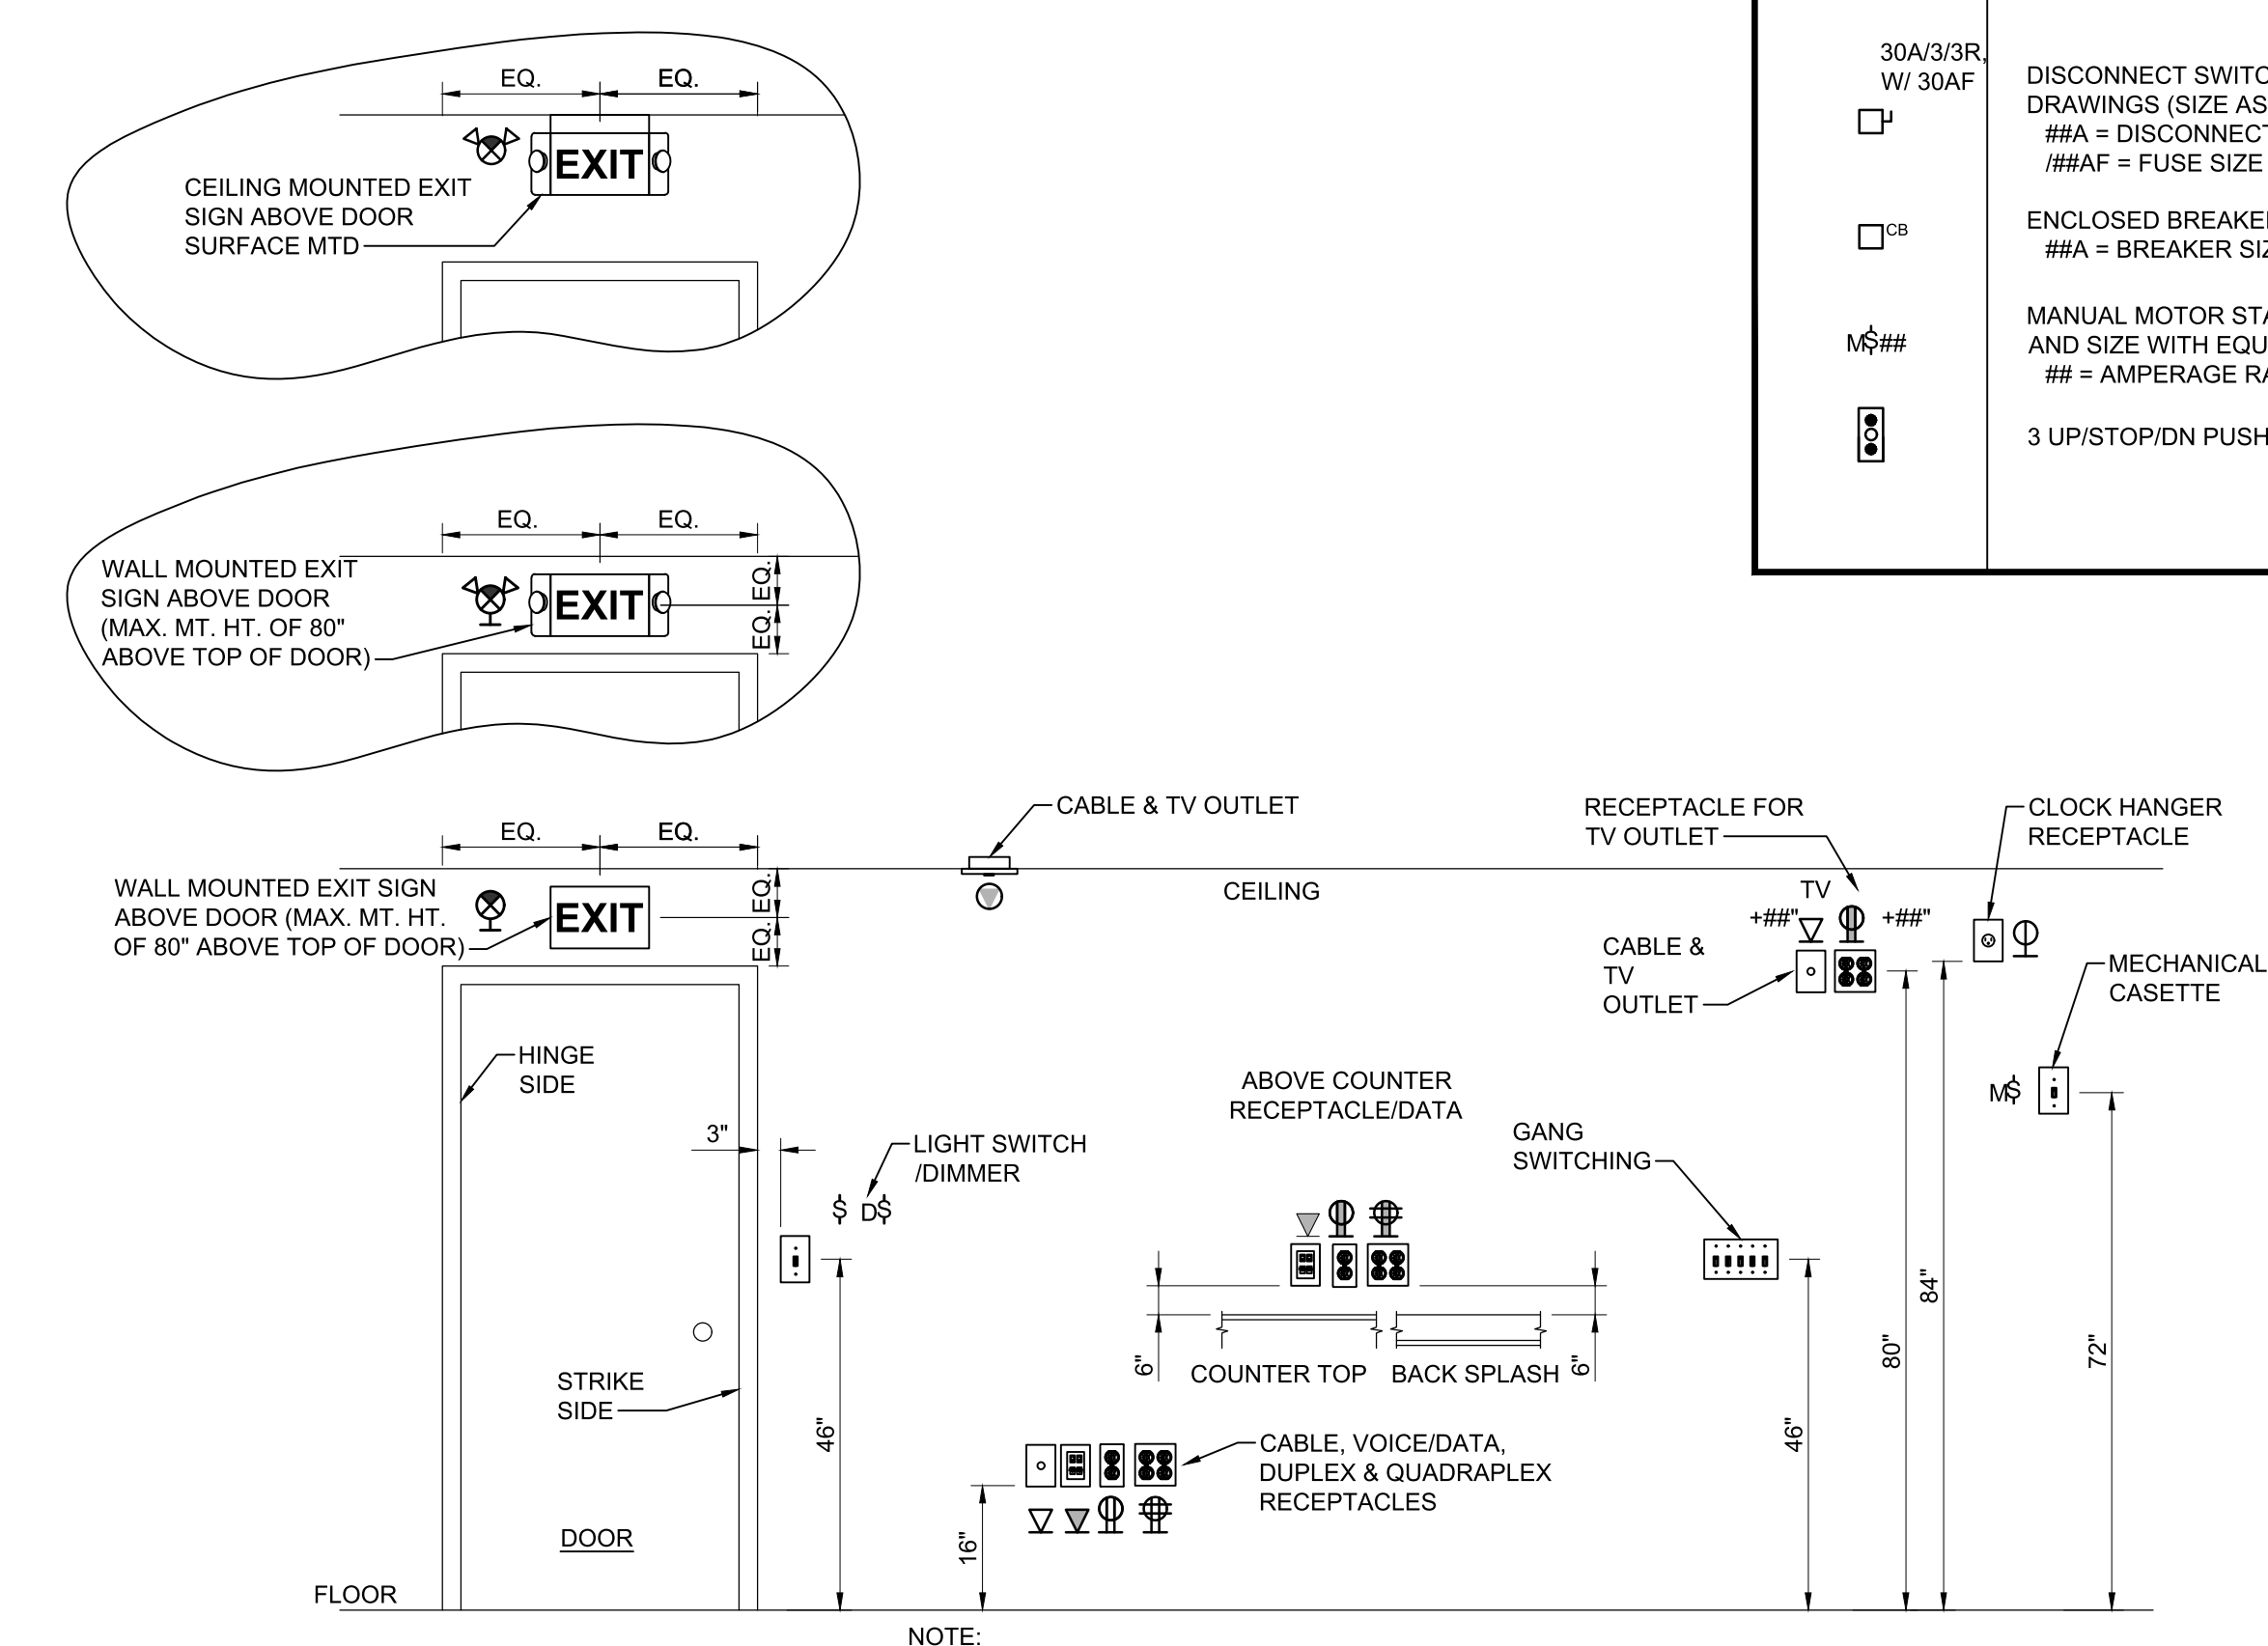 EQ. EQ.
EXIT
CEILING MOUNTED EXIT
SIGN ABOVE DOOR
SURFACE MTD
30A/3/3R,
W/ 30AF
DISCONNECT SWITC
DRAWINGS (SIZE AS
##A = DISCONNECT
/##AF = FUSE SIZE
CB
ENCLOSED BREAKE
##A = BREAKER SIZ
M$##
MANUAL MOTOR STA
AND SIZE WITH EQU
## = AMPERAGE RA
3 UP/STOP/DN PUSH
EQ. EQ.
EQ.
EQ.
EXIT
WALL MOUNTED EXIT
SIGN ABOVE DOOR
(MAX. MT. HT. OF 80"
ABOVE TOP OF DOOR)
EQ. EQ.
EQ.
EQ.
EXIT
WALL MOUNTED EXIT SIGN
ABOVE DOOR (MAX. MT. HT.
OF 80" ABOVE TOP OF DOOR)
CABLE & TV OUTLET
CEILING
RECEPTACLE FOR
TV OUTLET
CLOCK HANGER
RECEPTACLE
TV
+##" +##"
CABLE &
TV
OUTLET
MECHANICAL
CASETTE
M$
HINGE
SIDE
3"
LIGHT SWITCH
/DIMMER
$ D$
ABOVE COUNTER
RECEPTACLE/DATA
GANG
SWITCHING
6"
COUNTER TOP
BACK SPLASH
6"
STRIKE
SIDE
46"
46"
80"
84"
72"
CABLE, VOICE/DATA,
DUPLEX & QUADRAPLEX
RECEPTACLES
16"
DOOR
FLOOR
NOTE: